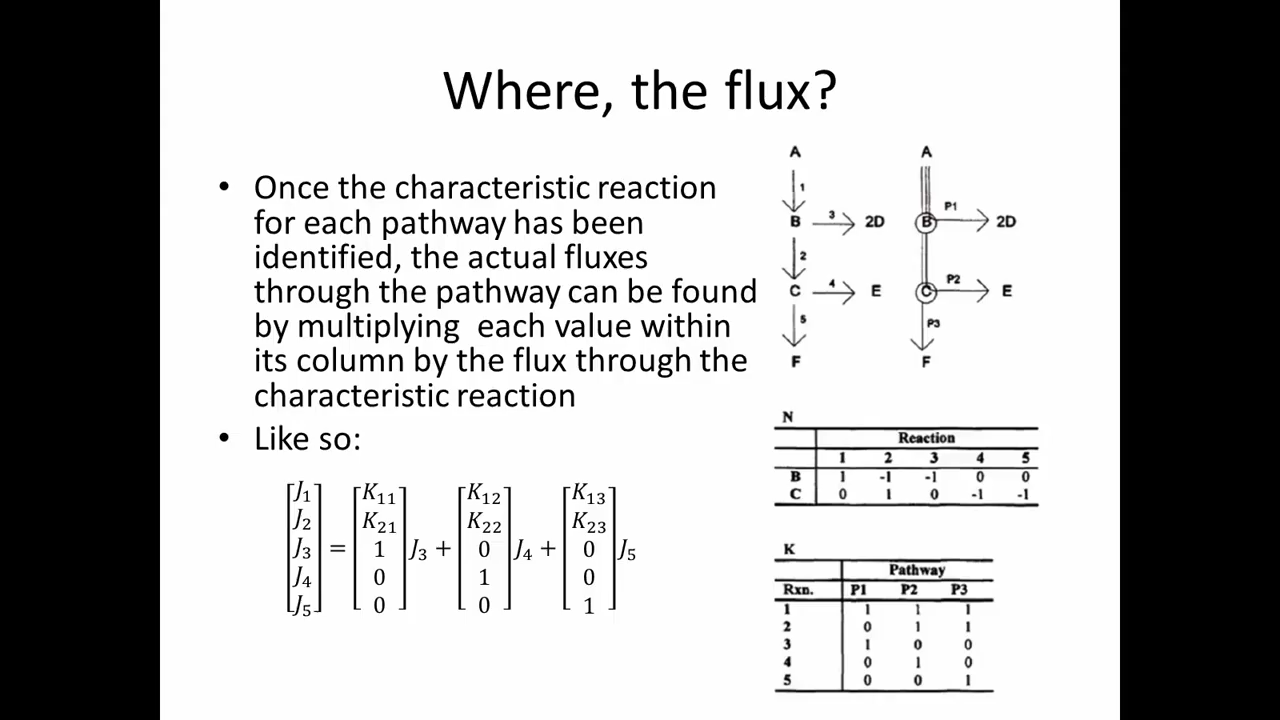 Where, the flux?
• Once the characteristic reaction
for each pathway has been
identified, the actual fluxes
through the pathway can be found
by multiplying each value within
its column by the flux through the
characteristic reaction
• Like so:
J₁ K₁₁ K₁₂ K₁₃
J₂ K₂₁ K₂₂ K₂₃
J₃ = 1 J₃ + 0 J₄ + 0 J₅
J₄ 0 1 0
J₅ 0 0 1
A
1
B 3 2D
2
C 4 E
5
F
A
P1
B 2D
P2
C E
P3
F
N
Reaction
1 2 3 4 5
B 1 -1 -1 0 0
C 0 1 0 -1 -1
K
Pathway
Rxn. P1 P2 P3
1 1 1 1
2 0 1 1
3 1 0 0
4 0 1 0
5 0 0 1